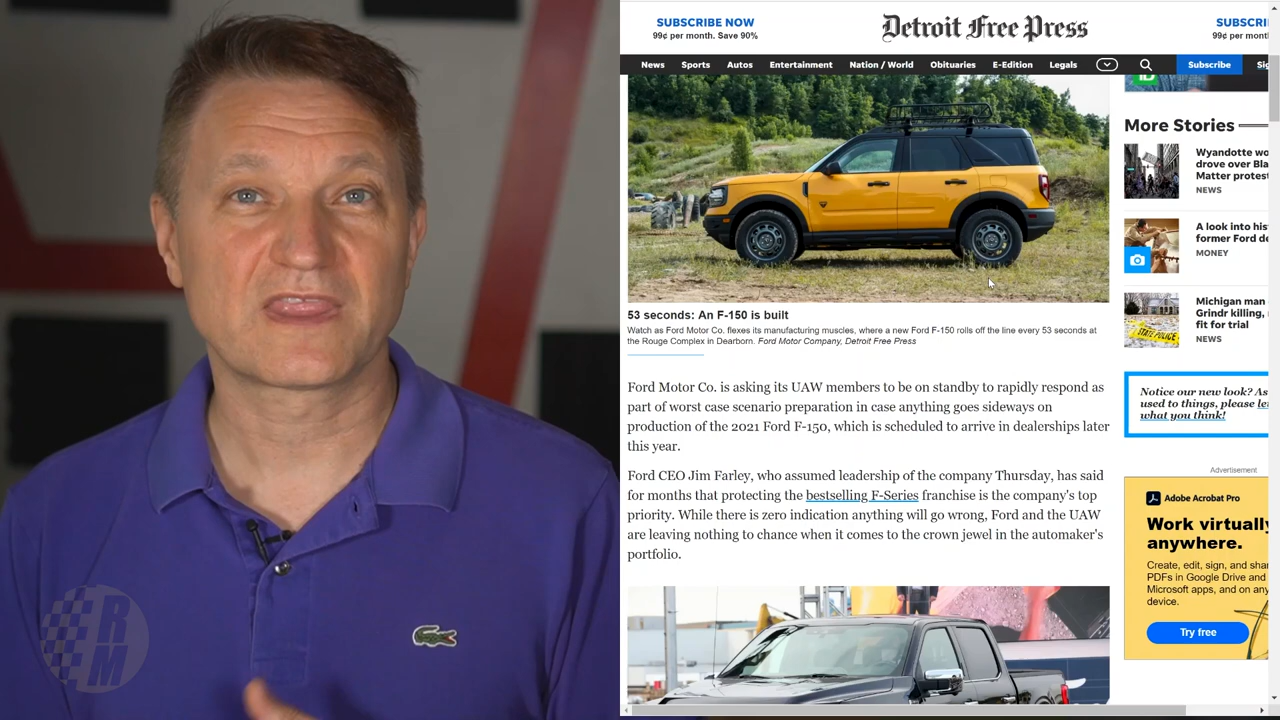 SUBSCRIBE NOW
99¢ per month. Save 90%
Detroit Free Press
SUBSCRI
99¢ per mont
News Sports Autos Entertainment Nation / World Obituaries E-Edition Legals Subscribe Sig
More Stories
Wyandotte wo
drove over Bla
Matter protest
NEWS
A look into his
former Ford de
MONEY
Michigan man
Grindr killing,
fit for trial
NEWS
STATE POLICE
53 seconds: An F-150 is built
Watch as Ford Motor Co. flexes its manufacturing muscles, where a new Ford F-150 rolls off the line every 53 seconds at
the Rouge Complex in Dearborn. Ford Motor Company, Detroit Free Press
Ford Motor Co. is asking its UAW members to be on standby to rapidly respond as
part of worst case scenario preparation in case anything goes sideways on
production of the 2021 Ford F-150, which is scheduled to arrive in dealerships later
this year.
Ford CEO Jim Farley, who assumed leadership of the company Thursday, has said
for months that protecting the bestselling F-Series franchise is the company's top
priority. While there is zero indication anything will go wrong, Ford and the UAW
are leaving nothing to chance when it comes to the crown jewel in the automaker's
portfolio.
Notice our new look? As
used to things, please le
what you think!
Advertisement
Adobe Acrobat Pro
Work virtually
anywhere.
Create, edit, sign, and shar
PDFs in Google Drive and
Microsoft apps, and on any
device.
Try free
R
M